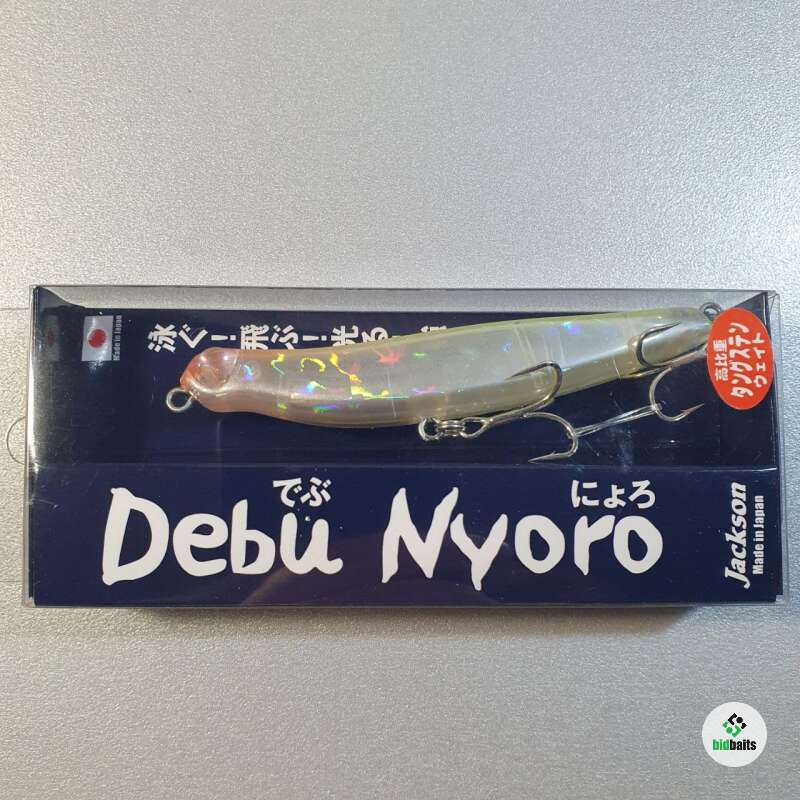 Made in Japan
泳ぐ!飛ぶ!光る
高比重
タングステン
ウェイト
でぶ にょろ
Debu Nyoro
Jackson
Made in Japan
bidbaits